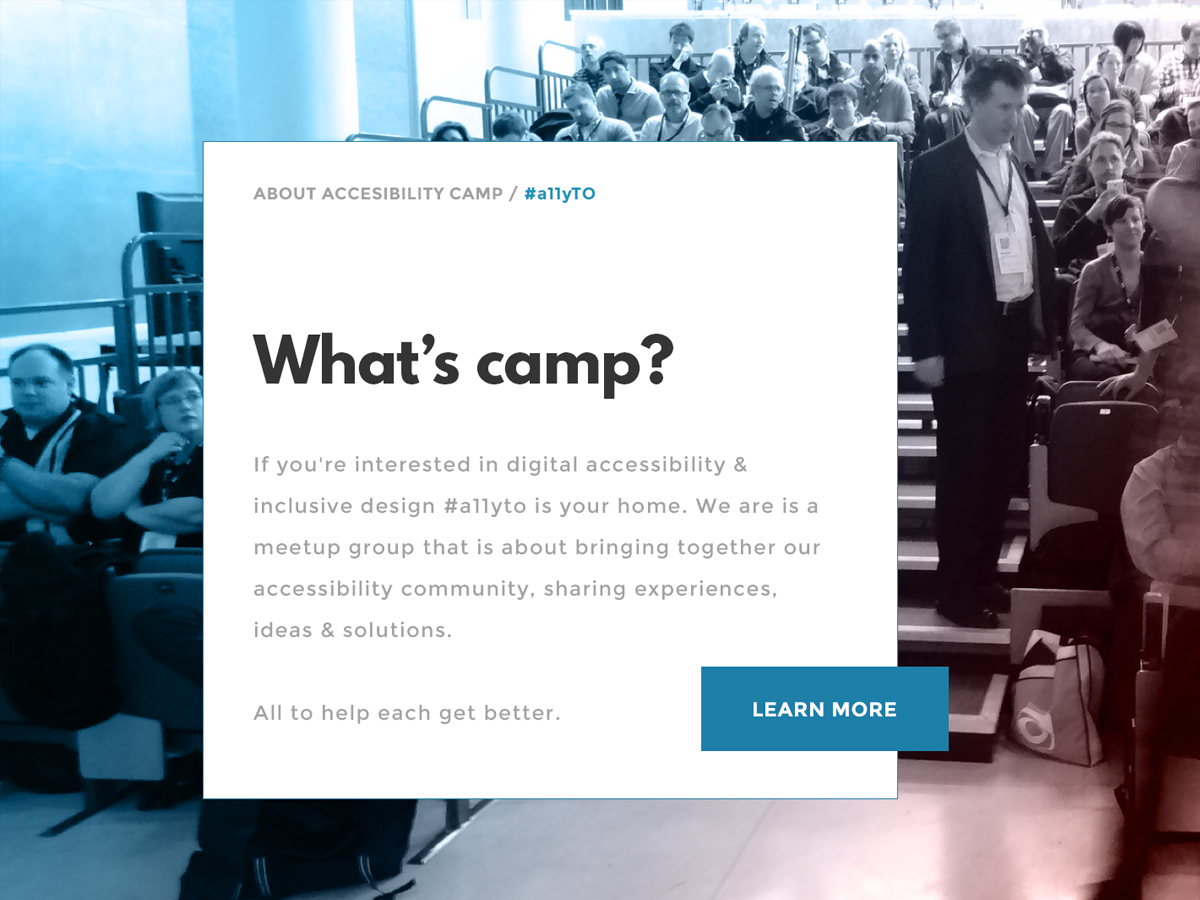 ABOUT ACCESIBILITY CAMP / #a11yTO
What’s camp?
If you're interested in digital accessibility &
inclusive design #a11yto is your home. We are is a
meetup group that is about bringing together our
accessibility community, sharing experiences,
ideas & solutions.
All to help each get better.
LEARN MORE